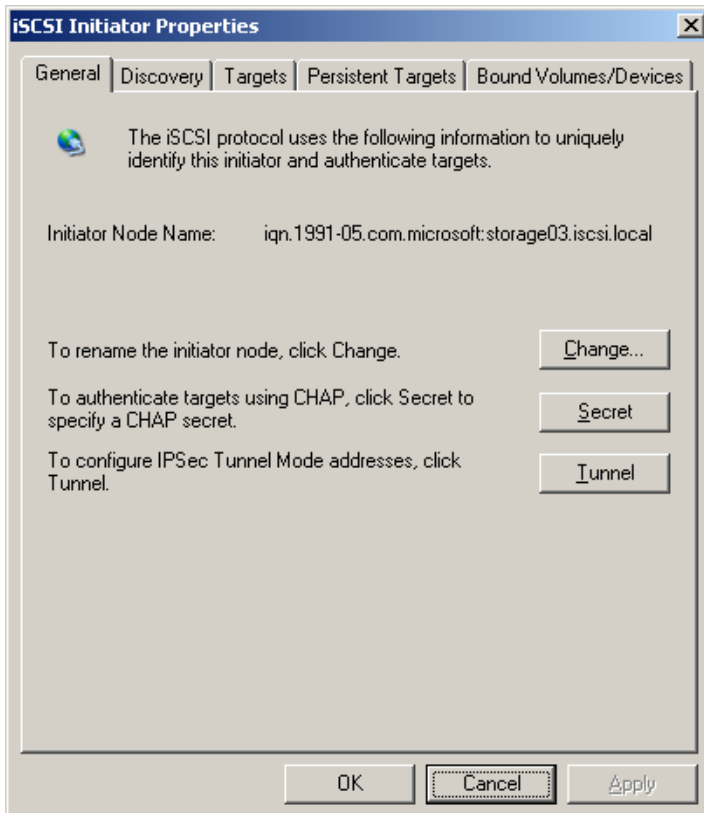 iSCSI Initiator Properties
General Discovery Targets Persistent Targets Bound Volumes/Devices
The iSCSI protocol uses the following information to uniquely
identify this initiator and authenticate targets.
Initiator Node Name: iqn.1991-05.com.microsoft:storage03.iscsi.local
To rename the initiator node, click Change.
Change...
To authenticate targets using CHAP, click Secret to
specify a CHAP secret.
Secret
To configure IPSec Tunnel Mode addresses, click
Tunnel.
Tunnel
OK Cancel Apply